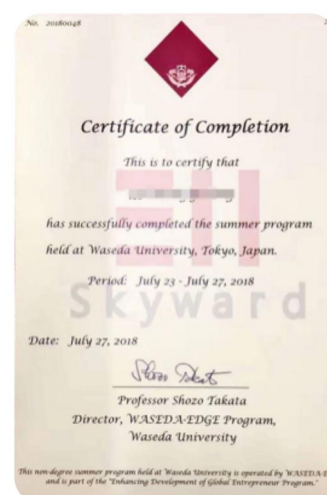 No. 20180048
Certificate of Completion
This is to certify that
has successfully completed the summer program
held at Waseda University, Tokyo, Japan.
Period: July 23 - July 27, 2018
Skyward
Date: July 27, 2018
Shozo Takata
Professor Shozo Takata
Director, WASEDA-EDGE Program,
Waseda University
This non-degree summer program held at Waseda University is operated by WASEDA-E
and is part of the "Enhancing Development of Global Entrepreneur Program."